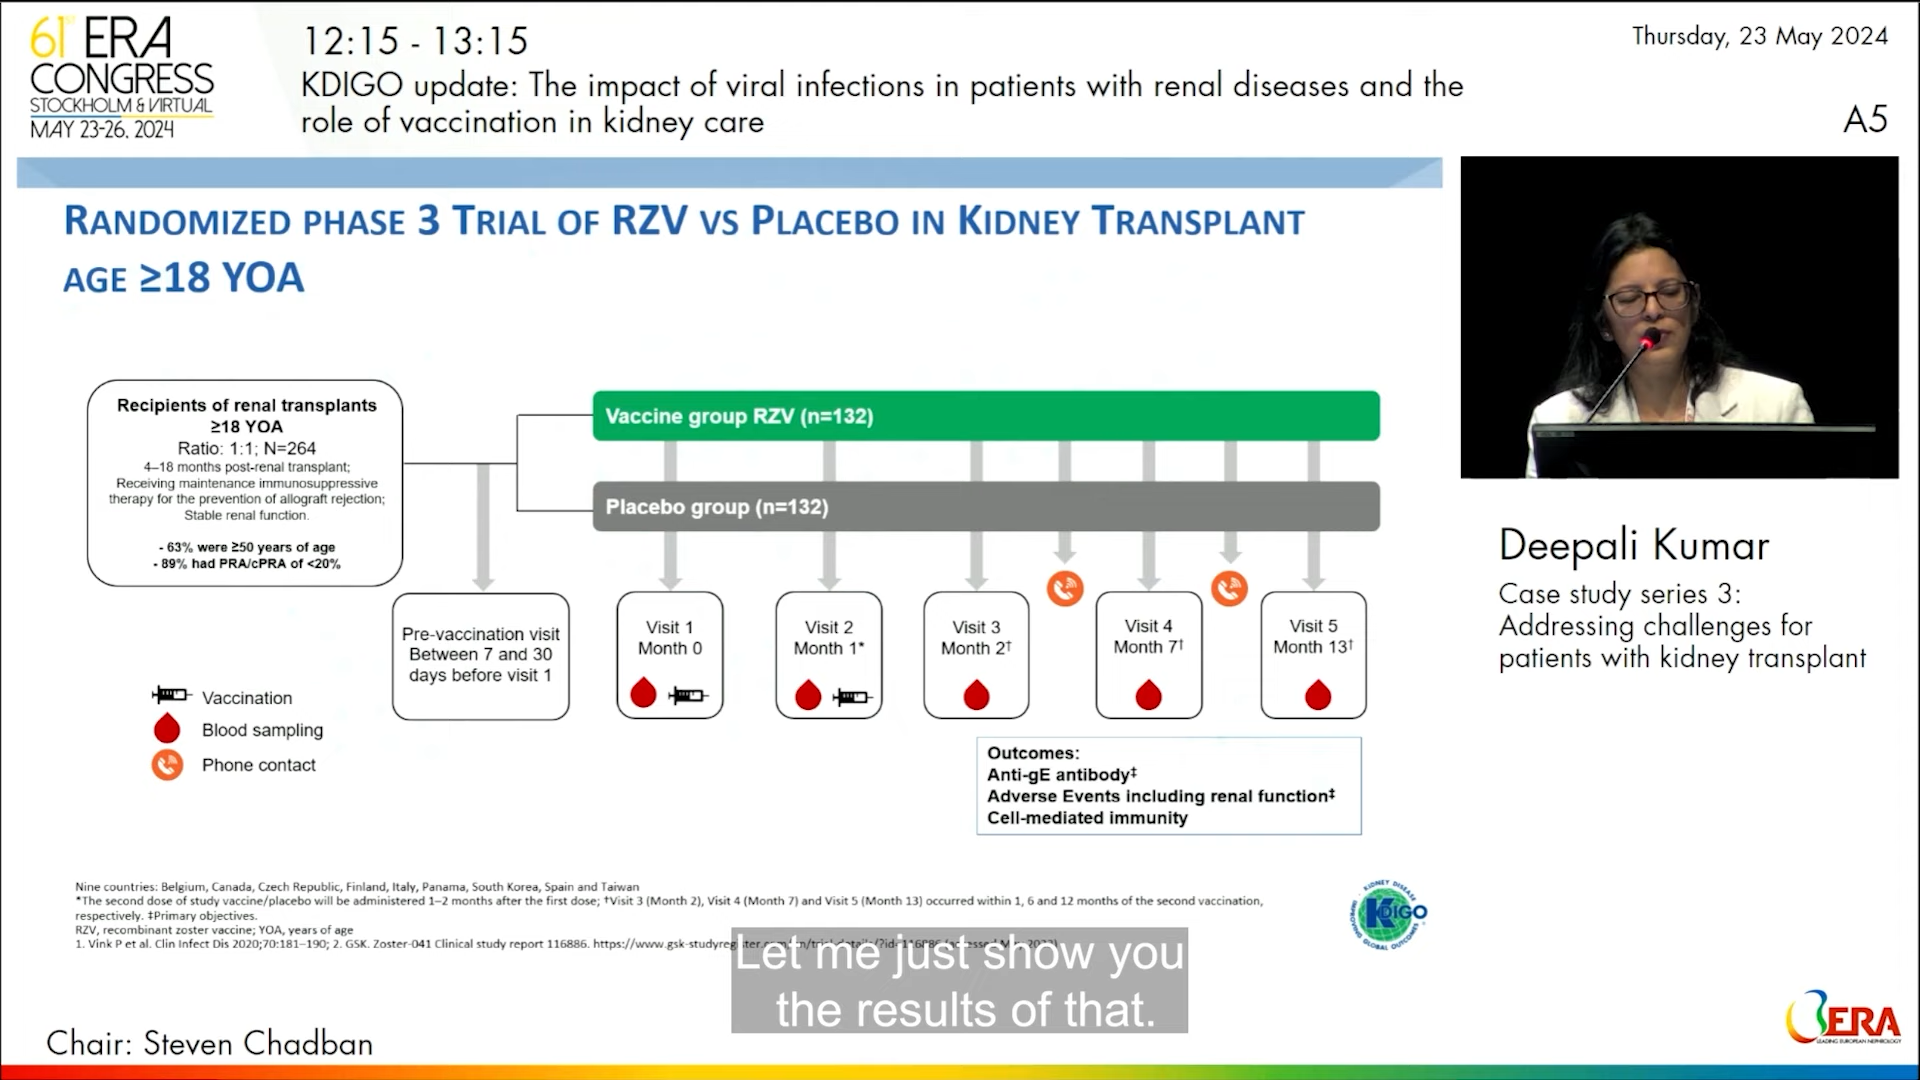 61st ERA
CONGRESS
STOCKHOLM & VIRTUAL
MAY 23-26, 2024
12:15 - 13:15
KDIGO update: The impact of viral infections in patients with renal diseases and the
role of vaccination in kidney care
Thursday, 23 May 2024
A5
RANDOMIZED PHASE 3 TRIAL OF RZV VS PLACEBO IN KIDNEY TRANSPLANT
AGE ≥18 YOA
Recipients of renal transplants
≥18 YOA
Ratio: 1:1; N=264
4–18 months post-renal transplant;
Receiving maintenance immunosuppressive
therapy for the prevention of allograft rejection;
Stable renal function.
- 63% were ≥50 years of age
- 89% had PRA/cPRA of <20%
Vaccine group RZV (n=132)
Placebo group (n=132)
Pre-vaccination visit
Between 7 and 30
days before visit 1
Visit 1
Month 0
Visit 2
Month 1*
Visit 3
Month 2†
Visit 4
Month 7†
Visit 5
Month 13†
Vaccination
Blood sampling
Phone contact
Outcomes:
Anti-gE antibody‡
Adverse Events including renal function‡
Cell-mediated immunity
Nine countries: Belgium, Canada, Czech Republic, Finland, Italy, Panama, South Korea, Spain and Taiwan
*The second dose of study vaccine/placebo will be administered 1–2 months after the first dose; †Visit 3 (Month 2), Visit 4 (Month 7) and Visit 5 (Month 13) occurred within 1, 6 and 12 months of the second vaccination,
respectively. ‡Primary objectives.
RZV, recombinant zoster vaccine; YOA, years of age
1. Vink P et al. Clin Infect Dis 2020;70:181–190; 2. GSK. Zoster-041 Clinical study report 116886.
KIDNEY DISEASE
KDIGO
IMPROVING GLOBAL OUTCOMES
Deepali Kumar
Case study series 3:
Addressing challenges for
patients with kidney transplant
Let me just show you
the results of that.
Chair: Steven Chadban
ERA
LEADING EUROPEAN NEPHROLOGY